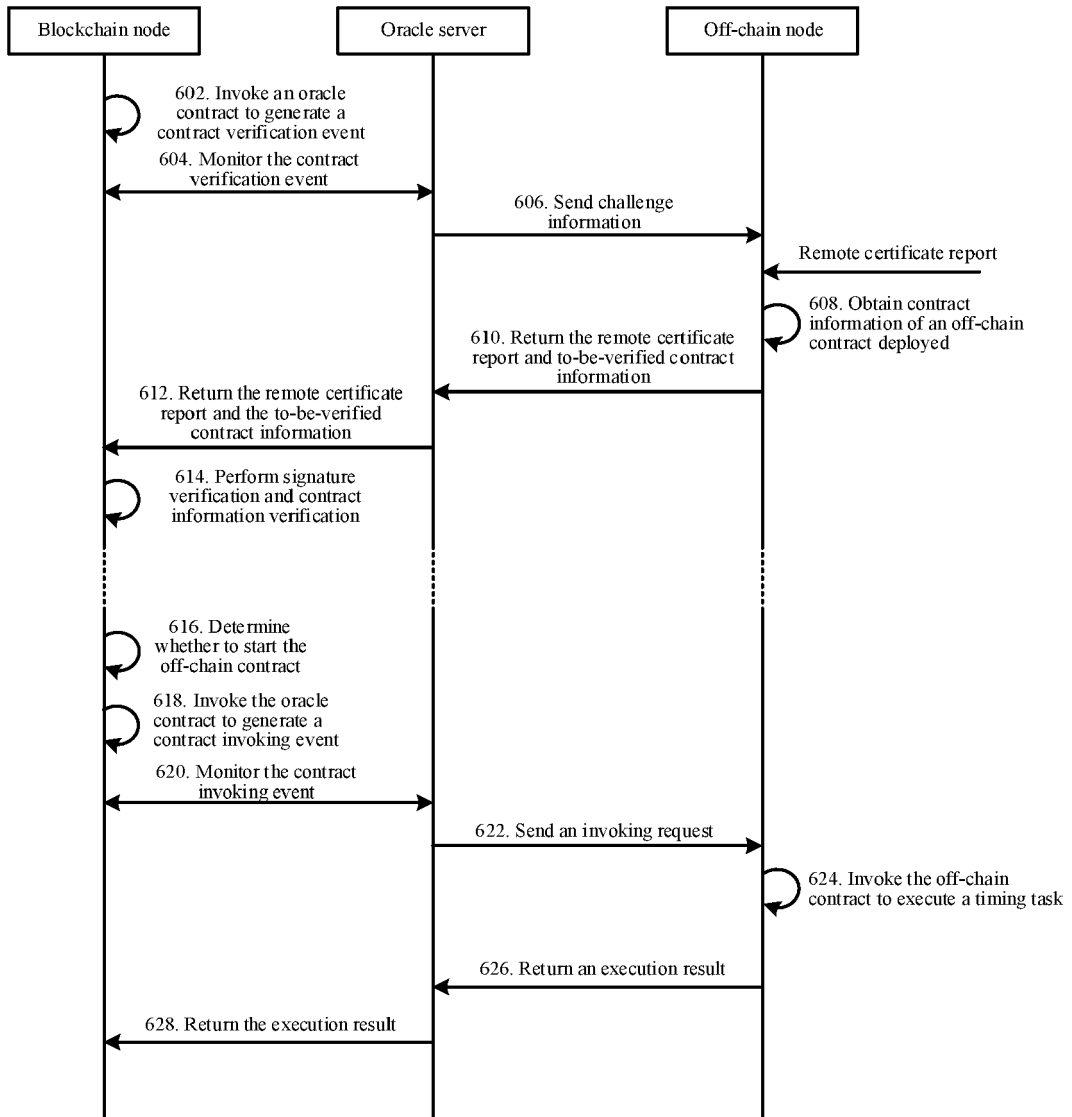 Blockchain node
Oracle server
Off-chain node
602. Invoke an oracle
contract to generate a
contract verification event
604. Monitor the contract
verification event
606. Send challenge
information
Remote certificate report
608. Obtain contract
information of an off-chain
contract deployed
610. Return the remote certificate
report and to-be-verified contract
information
612. Return the remote certificate
report and the to-be-verified
contract information
614. Perform signature
verification and contract
information verification
616. Determine
whether to start the
off-chain contract
618. Invoke the oracle
contract to generate a
contract invoking event
620. Monitor the contract
invoking event
622. Send an invoking request
624. Invoke the off-chain
contract to execute a timing task
626. Return an execution result
628. Return the execution result